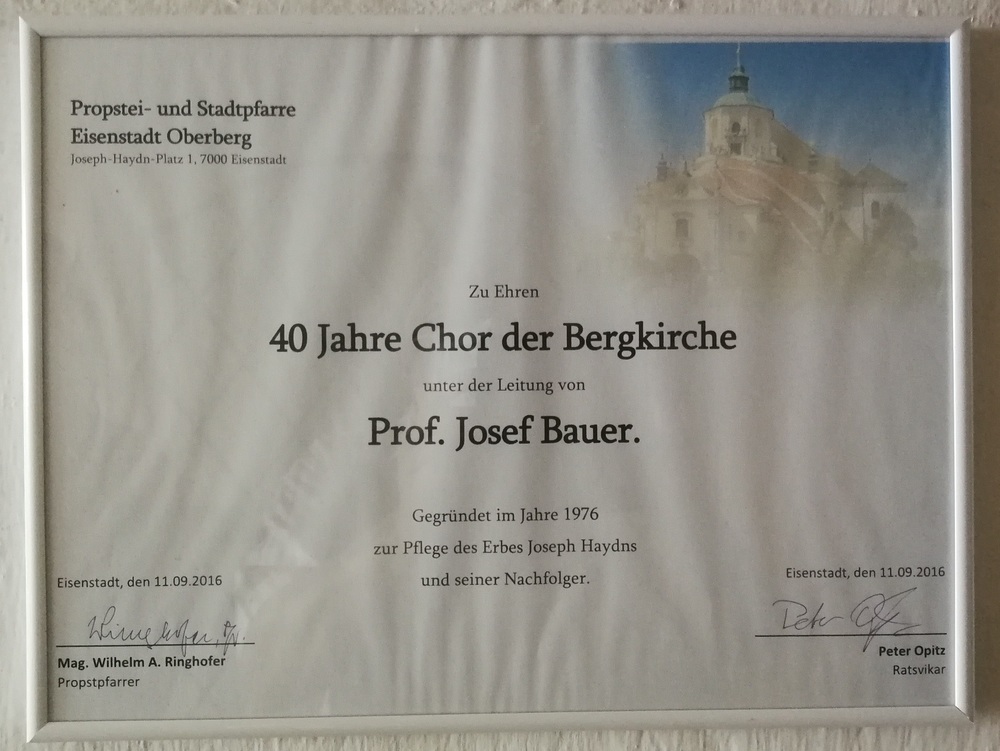 Propstei- und Stadtpfarre
Eisenstadt Oberberg
Joseph-Haydn-Platz 1, 7000 Eisenstadt
Zu Ehren
40 Jahre Chor der Bergkirche
unter der Leitung von
Prof. Josef Bauer.
Gegründet im Jahre 1976
zur Pflege des Erbes Joseph Haydns
und seiner Nachfolger.
Eisenstadt, den 11.09.2016
Mag. Wilhelm A. Ringhofer
Propstpfarrer
Eisenstadt, den 11.09.2016
Peter Opitz
Ratsvikar